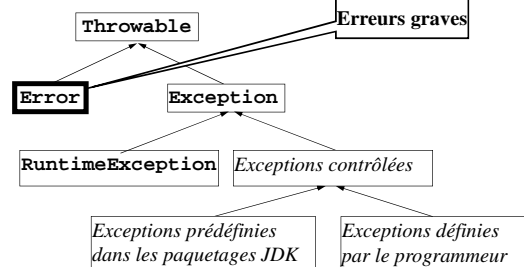 Throwable
Erreurs graves
Error
Exception
RuntimeException
Exceptions contrôlées
Exceptions prédéfinies
dans les paquetages JDK
Exceptions définies
par le programmeur